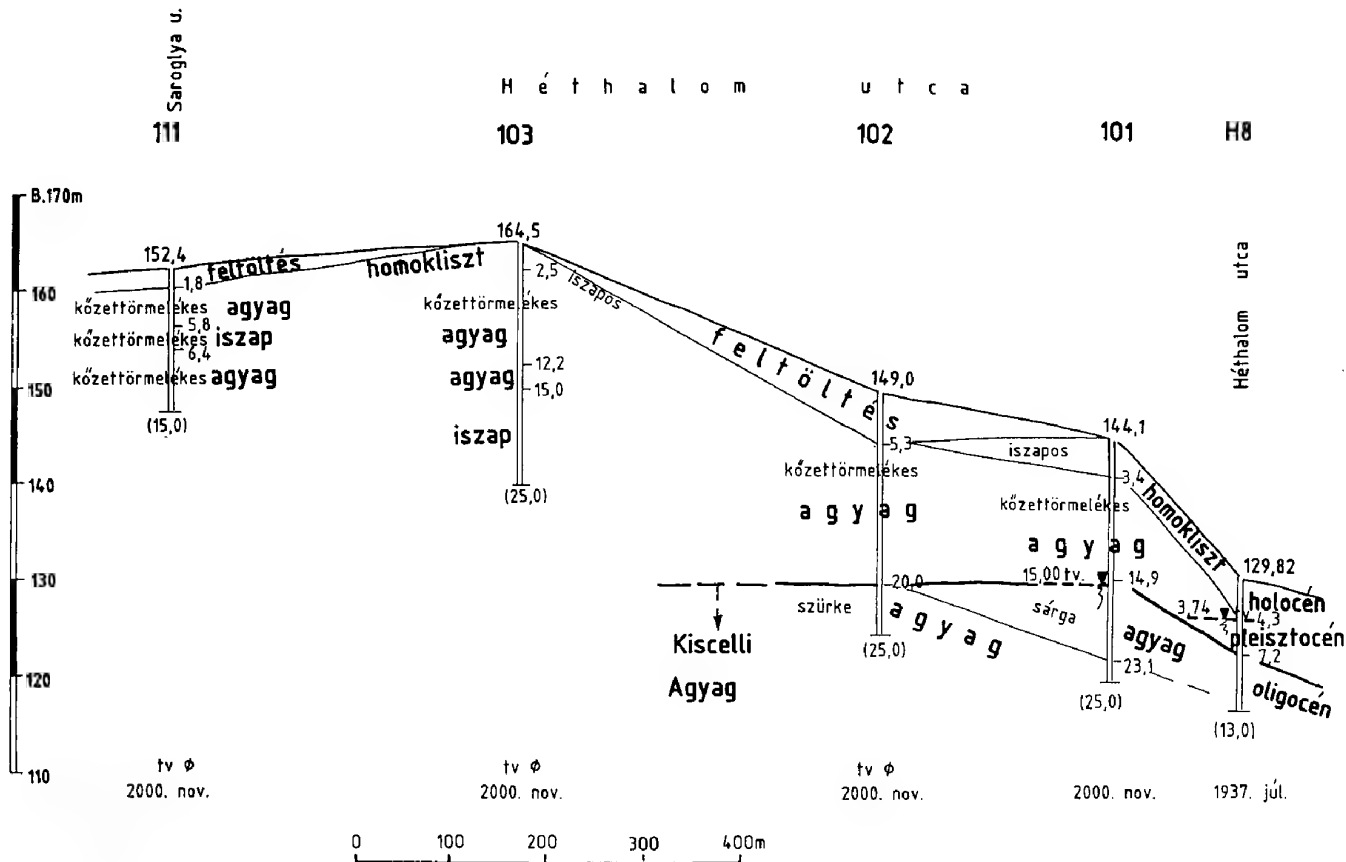 Saroglya u.
H é t h a l o m   u t c a
111   103   102   101   H8
Héthalom utca
B.170m
160
150
140
130
120
110
152,4
feltöltés
1,8
kőzettörmelékes agyag
5,8
kőzettörmelékes iszap
6,4
kőzettörmelékes agyag
(15,0)
164,5
homokliszt
2,5
kőzettörmelékes
agyag
12,2
agyag
15,0
iszap
(25,0)
iszapos
f e l t ö l t é s
149,0
5,3
kőzettörmelékes
a g y a g
20,0
szürke
a g y a g
(25,0)
Kiscelli
Agyag
144,1
iszapos
3,4
homokliszt
kőzettörmelékes
a g y a g
15,00 tv.
14,9
sárga
agyag
23,1
(25,0)
129,82
holocén
3,74
4,3
pleisztocén
7,2
oligocén
(13,0)
tv ϕ   tv ϕ   tv ϕ
2000. nov.   2000. nov.   2000. nov.   2000. nov.   1937. júl.
0   100   200   300   400m